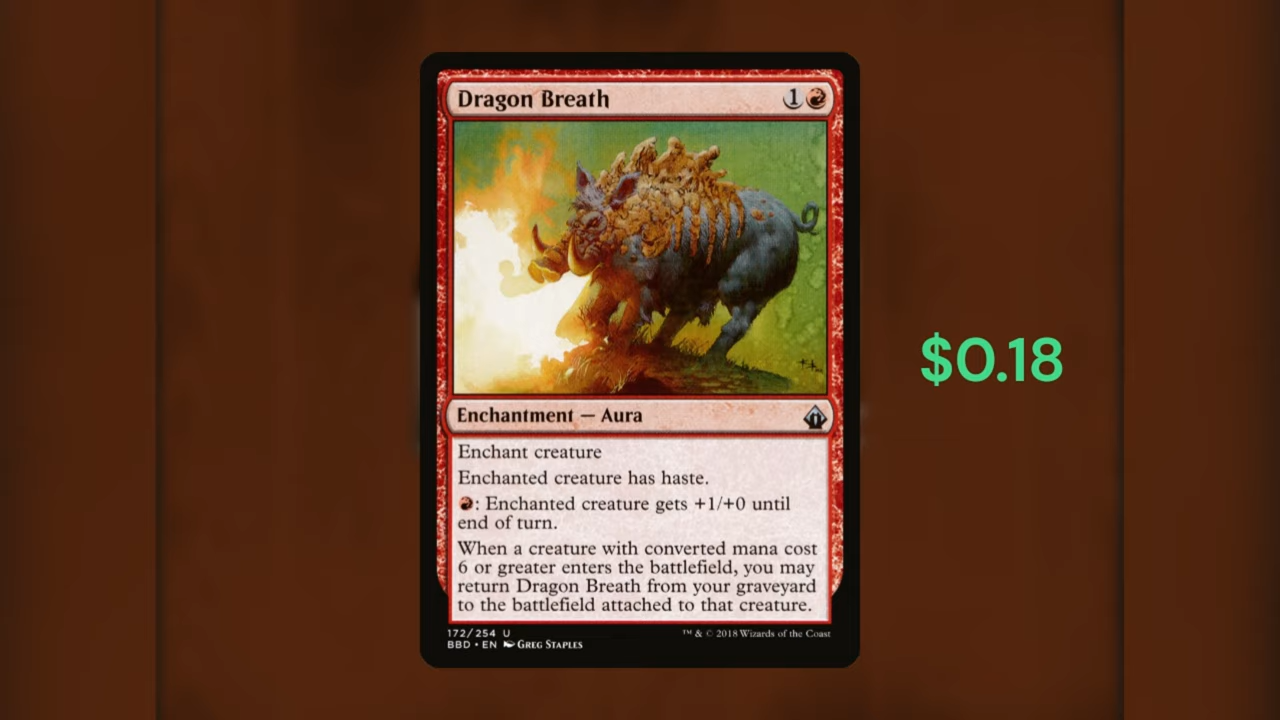 Dragon Breath 1
$0.18
Enchantment — Aura
Enchant creature
Enchanted creature has haste.
: Enchanted creature gets +1/+0 until
end of turn.
When a creature with converted mana cost
6 or greater enters the battlefield, you may
return Dragon Breath from your graveyard
to the battlefield attached to that creature.
172/254 U
™ & © 2018 Wizards of the Coast
BBD • EN Greg Staples